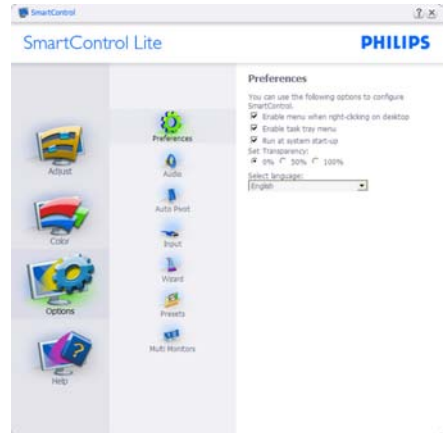 SmartControl
SmartControl Lite
PHILIPS
Adjust
Color
Options
Help
Preferences
Audio
Auto Pivot
Input
Wizard
Presets
Multi Monitors
Preferences
You can use the following options to configure
SmartControl.
Enable menu when right-clicking on desktop
Enable task tray menu
Run at system start-up
Set Transparency:
0% 50% 100%
Select language:
English